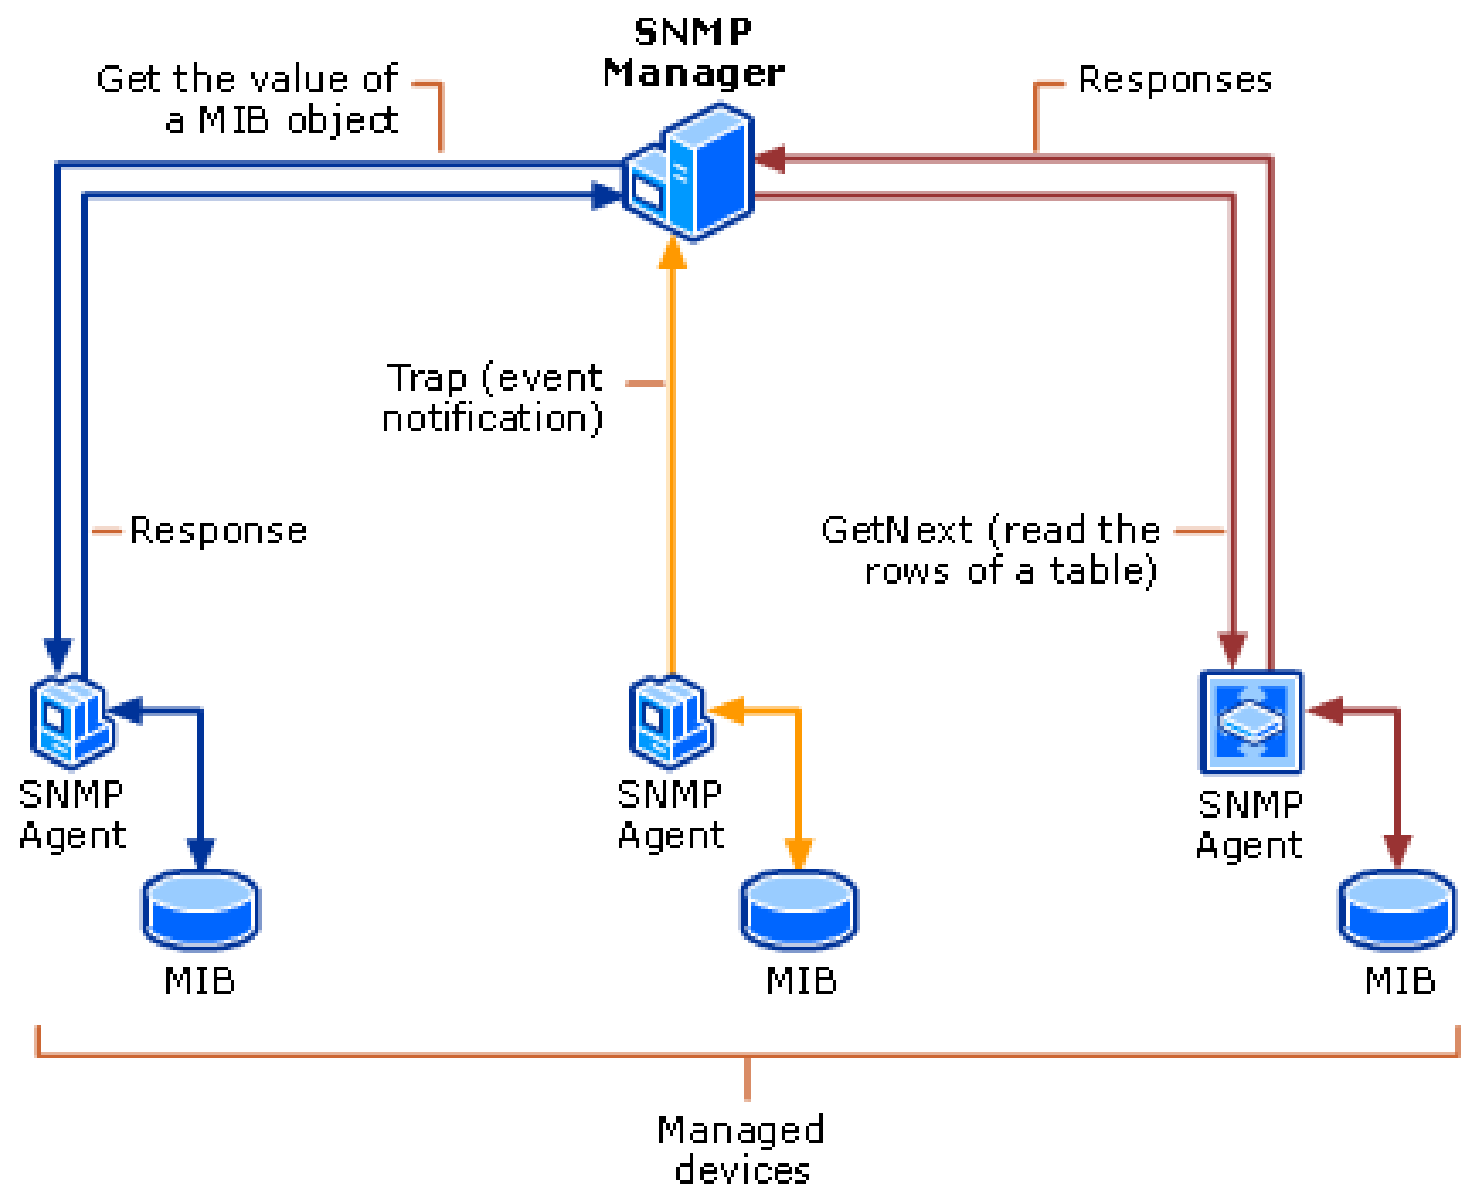 SNMP
Manager
Get the value of
a MIB object
Responses
Trap (event
notification)
Response
GetNext (read the
rows of a table)
SNMP
Agent
SNMP
Agent
SNMP
Agent
MIB
MIB
MIB
Managed
devices